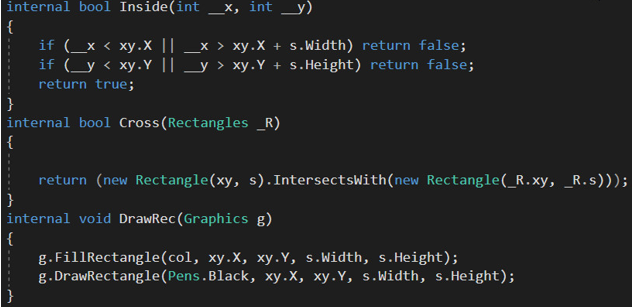 internal bool Inside(int __x, int __y)
{
if (__x < xy.X || __x > xy.X + s.Width) return false;
if (__y < xy.Y || __y > xy.Y + s.Height) return false;
return true;
}
internal bool Cross(Rectangles _R)
{
return (new Rectangle(xy, s).IntersectsWith(new Rectangle(_R.xy, _R.s)));
}
internal void DrawRec(Graphics g)
{
g.FillRectangle(col, xy.X, xy.Y, s.Width, s.Height);
g.DrawRectangle(Pens.Black, xy.X, xy.Y, s.Width, s.Height);
}